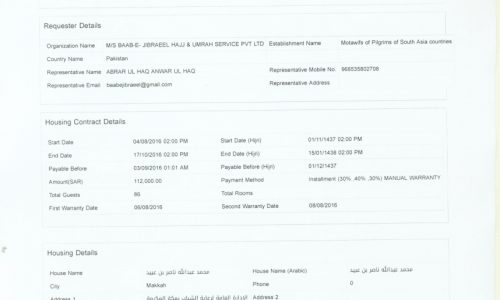 Requester Details
Organization Name M/S BAAB-E- JIBRAEEL HAJJ & UMRAH SERVICE PVT LTD Establishment Name Motawifs of Pilgrims of South Asia countries
Country Name Pakistan
Representative Name ABRAR UL HAQ ANWAR UL HAQ Representative Mobile No. 966535802708
Representative Email baabejibraeel@gmail.com Representative Address
Housing Contract Details
Start Date 04/08/2016 02:00 PM Start Date (Hijri) 01/11/1437 02:00 PM
End Date 17/10/2016 02:00 PM End Date (Hijri) 15/01/1438 02:00 PM
Payable Before 03/09/2016 01:01 AM Payable Before (Hijri) 01/12/1437
Amount(SAR) 112,000.00 Payment Method Installment (30% ,40% ,30%) MANUAL WARRANTY
Total Guests 86 Total Rooms
First Warranty Date 06/08/2016 Second Warranty Date 08/08/2016
Housing Details
House Name محمد عبدالله ناصر بن عبيد House Name (Arabic) محمد عبدالله ناصر بن عبيد
City Makkah Phone 0
Address 1 الإدارة العامة لرعاية الشباب بمكة المكرمة Address 2